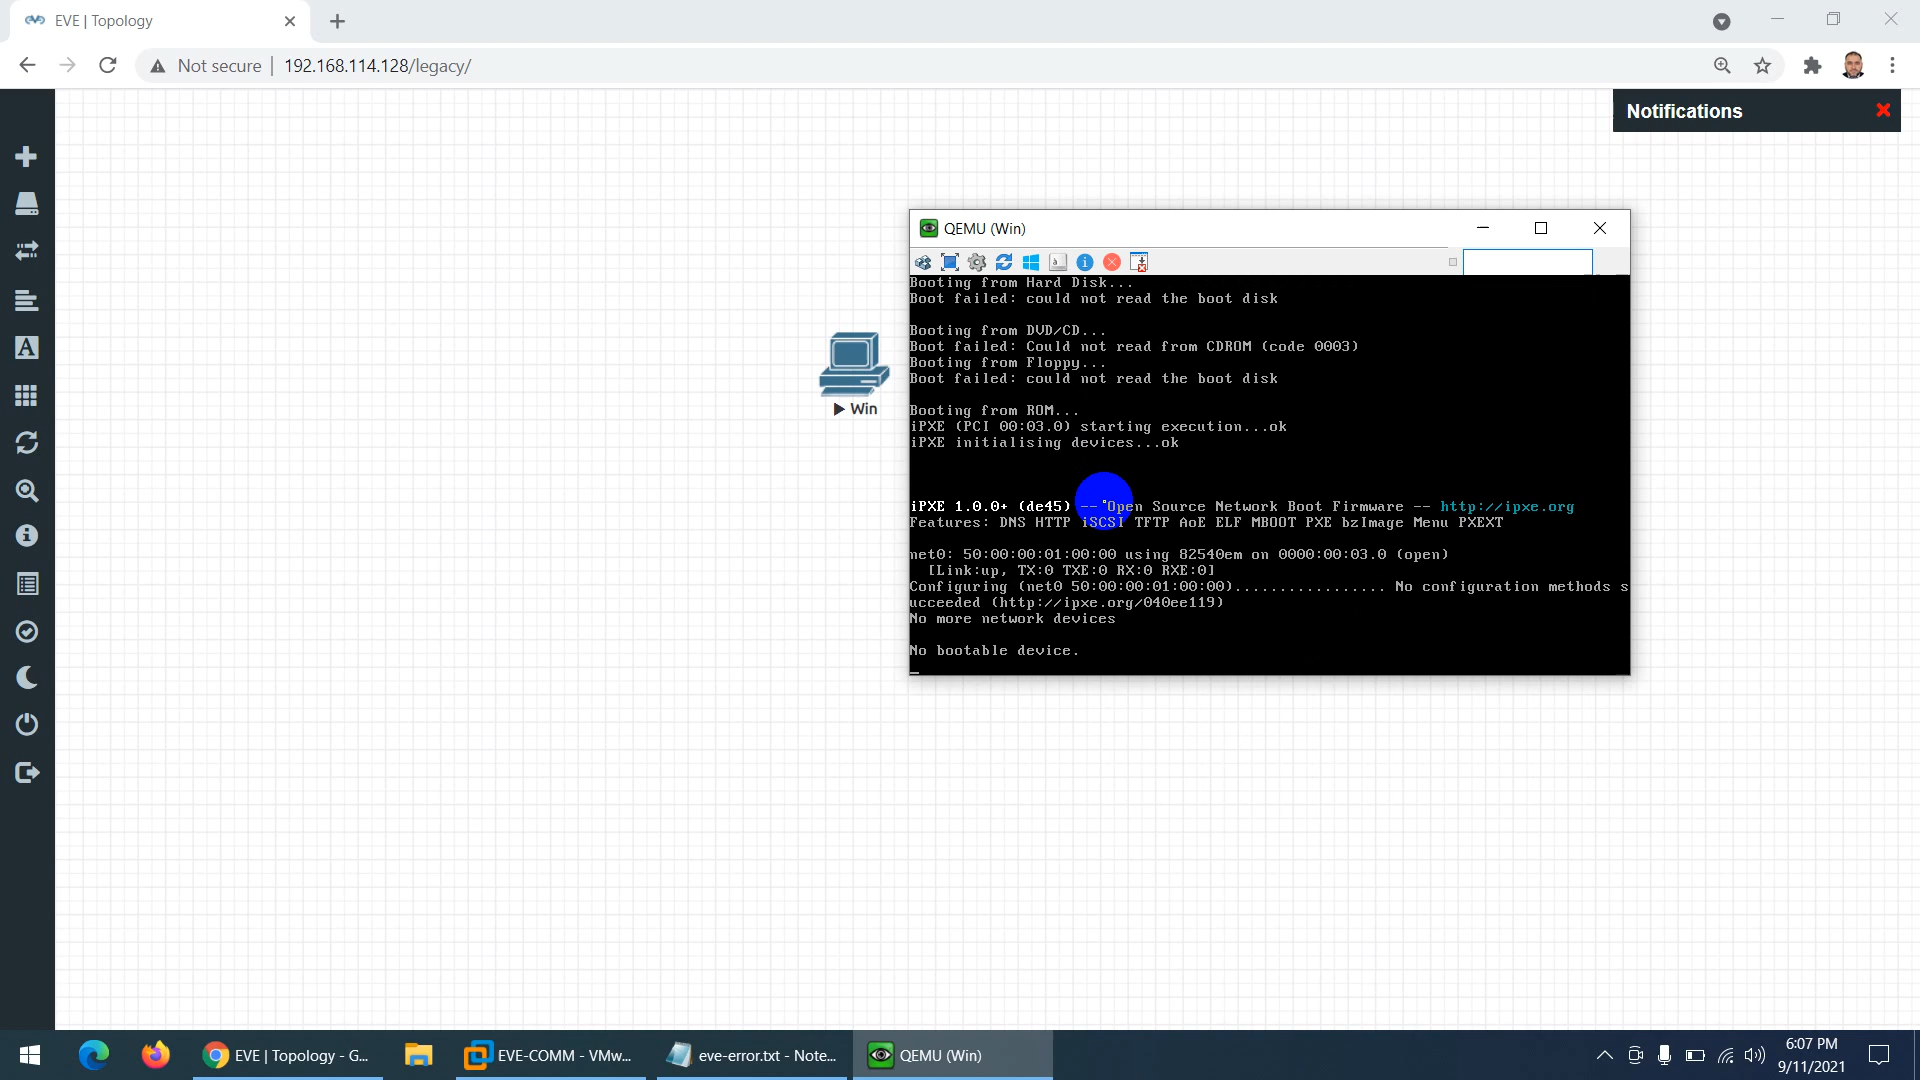 EVE | Topology
Not secure
192.168.114.128/legacy/
Notifications
QEMU (Win)
Booting from Hard Disk...
Boot failed: could not read the boot disk
Booting from DVD/CD...
Boot failed: Could not read from CDROM (code 0003)
Booting from Floppy...
Boot failed: could not read the boot disk
Booting from ROM...
iPXE (PCI 00:03.0) starting execution...ok
iPXE initialising devices...ok
iPXE 1.0.0+ (de45) -- Open Source Network Boot Firmware -- http://ipxe.org
Features: DNS HTTP iSCSI TFTP AoE ELF MBOOT PXE bzImage Menu PXEXT
net0: 50:00:00:01:00:00 using 82540em on 0000:00:03.0 (open)
[Link:up, TX:0 TXE:0 RX:0 RXE:0]
Configuring (net0 50:00:00:01:00:00)................. No configuration methods s
ucceeded (http://ipxe.org/040ee119)
No more network devices
No bootable device.
Win
EVE | Topology - G...
EVE-COMM - VMw...
eve-error.txt - Note...
QEMU (Win)
6:07 PM
9/11/2021